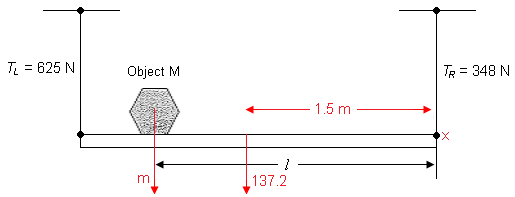 T_L = 625 N
Object M
T_R = 348 N
1.5 m
x
l
m
137.2